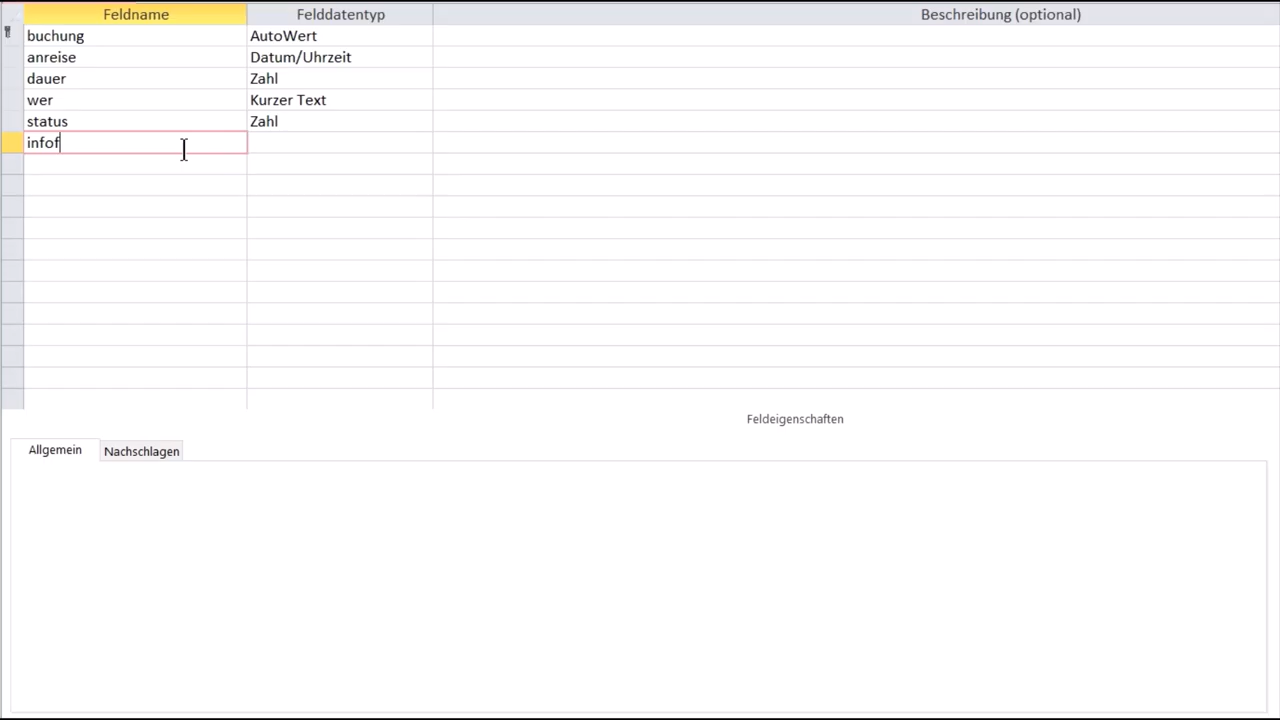 Feldname Felddatentyp Beschreibung (optional)
buchung AutoWert
anreise Datum/Uhrzeit
dauer Zahl
wer Kurzer Text
status Zahl
infof
Feldeigenschaften
Allgemein Nachschlagen